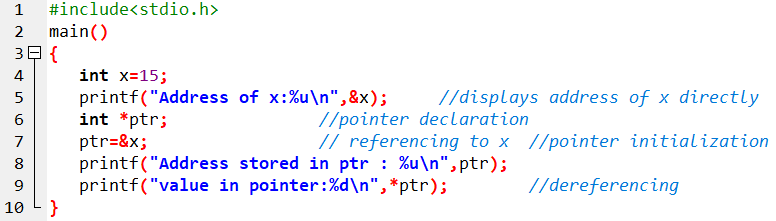 1 #include<stdio.h>
2 main()
3 {
4 int x=15;
5 printf("Address of x:%u\n",&x); //displays address of x directly
6 int *ptr; //pointer declaration
7 ptr=&x; // referencing to x //pointer initialization
8 printf("Address stored in ptr : %u\n",ptr);
9 printf("value in pointer:%d\n",*ptr); //dereferencing
10 }